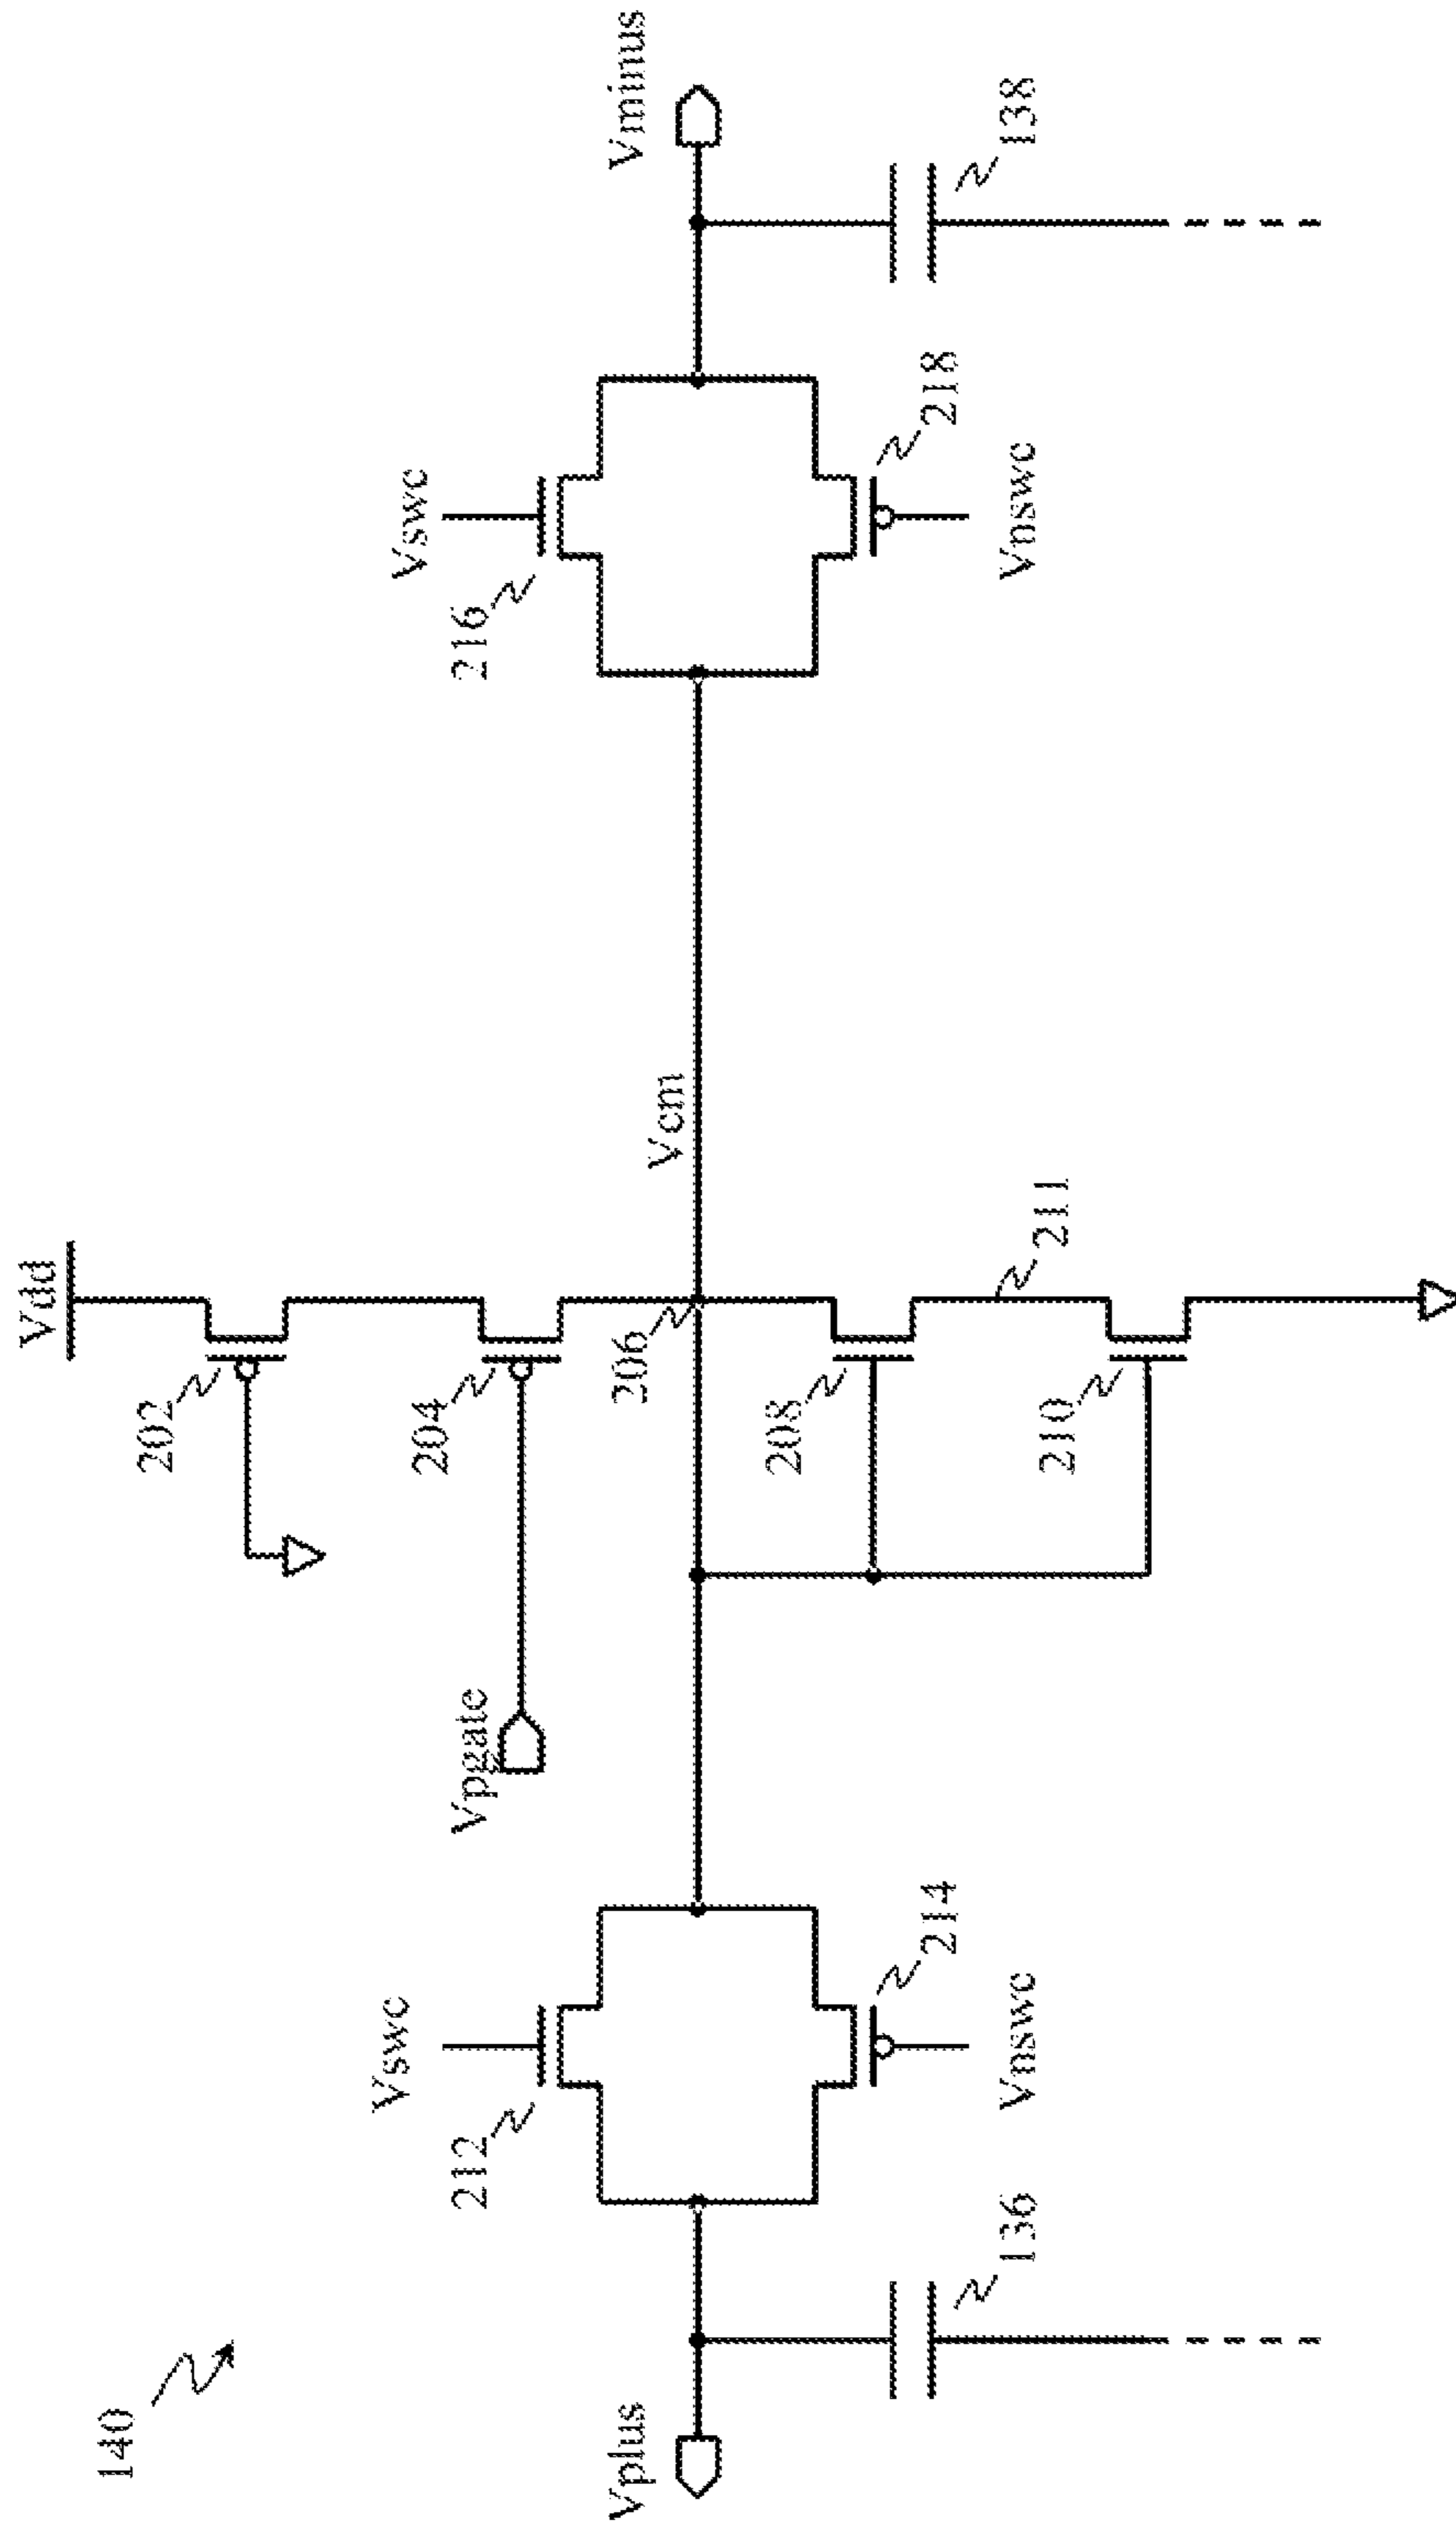 140
Vdd
202
204
Vpgate
206
Vcm
208
210
211
Vswc
212
214
Vnswc
Vplus
136
Vswc
216
218
Vnswc
Vminus
138